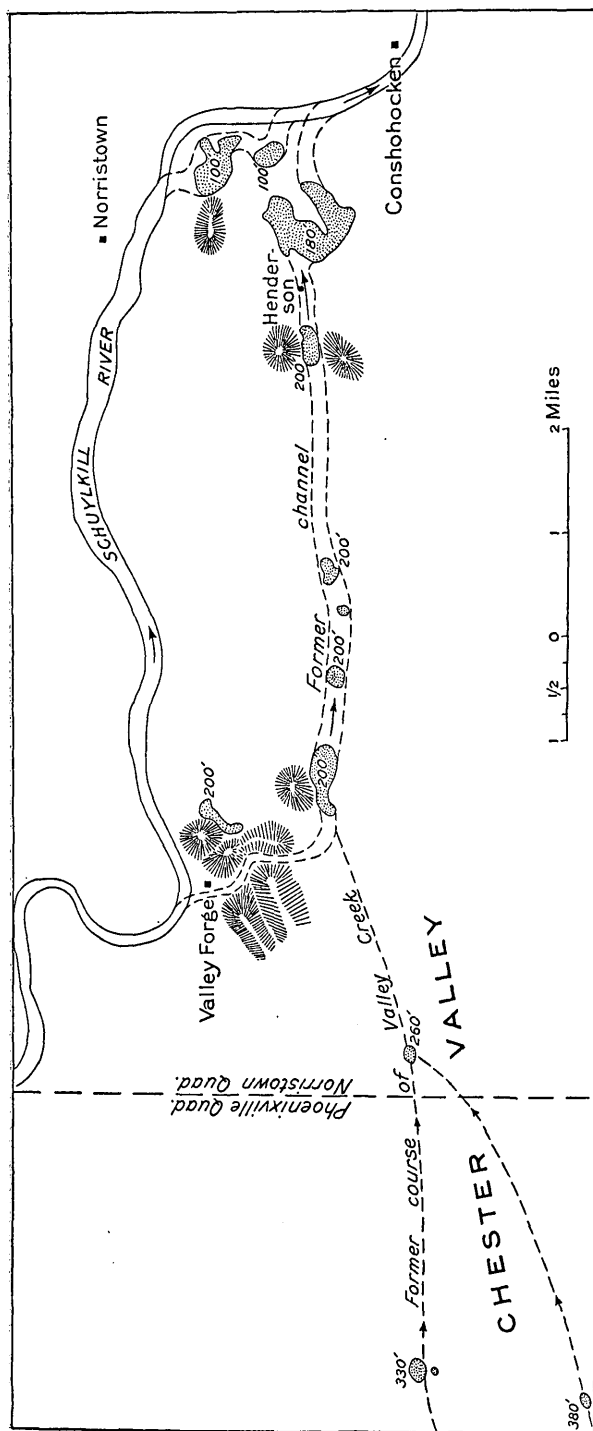 Norristown
SCHUYLKILL RIVER
100'
100'
Conshohocken
180'
Hender-
son
200'
channel
Former
200'
200'
200'
200'
Valley Forge
Former course of Valley Creek
260'
Phoenixville Quad.
Norristown Quad.
CHESTER VALLEY
330'
380'
1 1/2 0 1 2 Miles